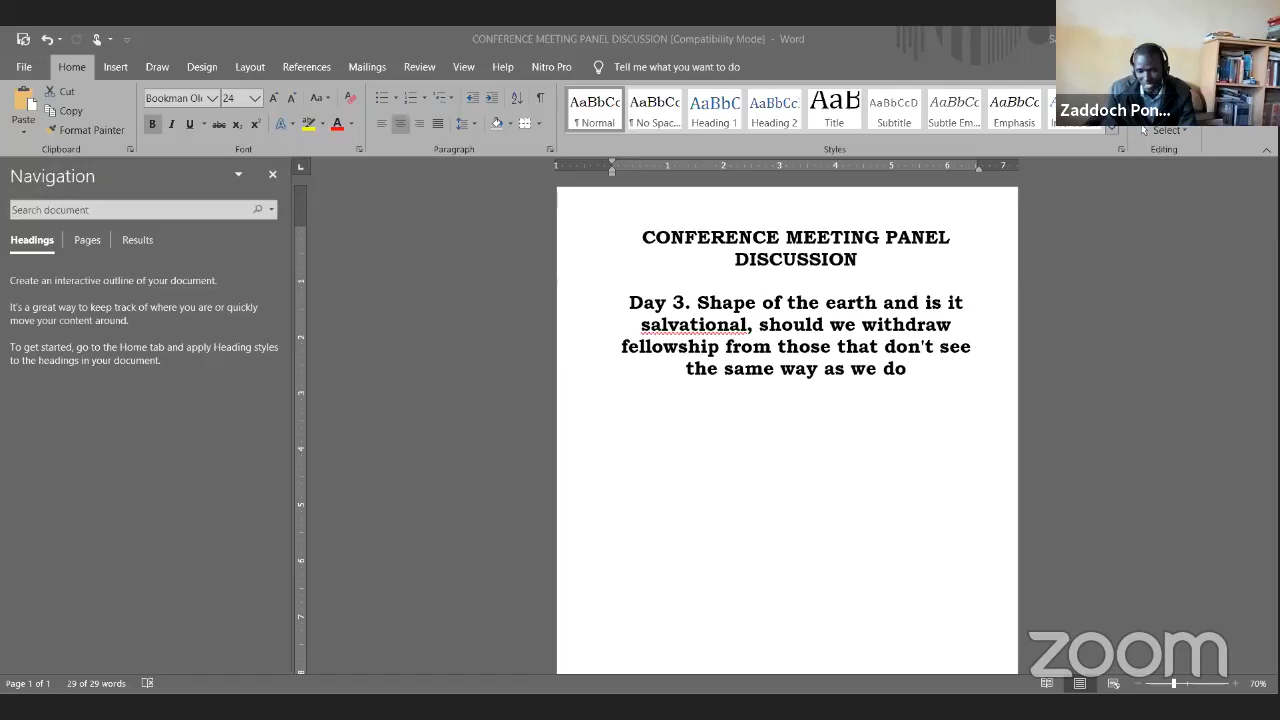 CONFERENCE MEETING PANEL DISCUSSION [Compatibility Mode] - Word
Zaddoch Pon...
File Home Insert Draw Design Layout References Mailings Review View Help Nitro Pro Tell me what you want to do
Cut
Copy
Format Painter
Paste
Bookman Ol 24
AaBbCc AaBbCc AaBbC AaBbCc AaB AaBbCcD AaBbCc AaBbCc
¶ Normal ¶ No Spac... Heading 1 Heading 2 Title Subtitle Subtle Em... Emphasis
Select
Clipboard Font Paragraph Styles Editing
Navigation
Search document
Headings Pages Results
Create an interactive outline of your document.
It's a great way to keep track of where you are or quickly
move your content around.
To get started, go to the Home tab and apply Heading styles
to the headings in your document.
CONFERENCE MEETING PANEL
DISCUSSION
Day 3. Shape of the earth and is it
salvational, should we withdraw
fellowship from those that don't see
the same way as we do
zoom
Page 1 of 1 29 of 29 words 70%